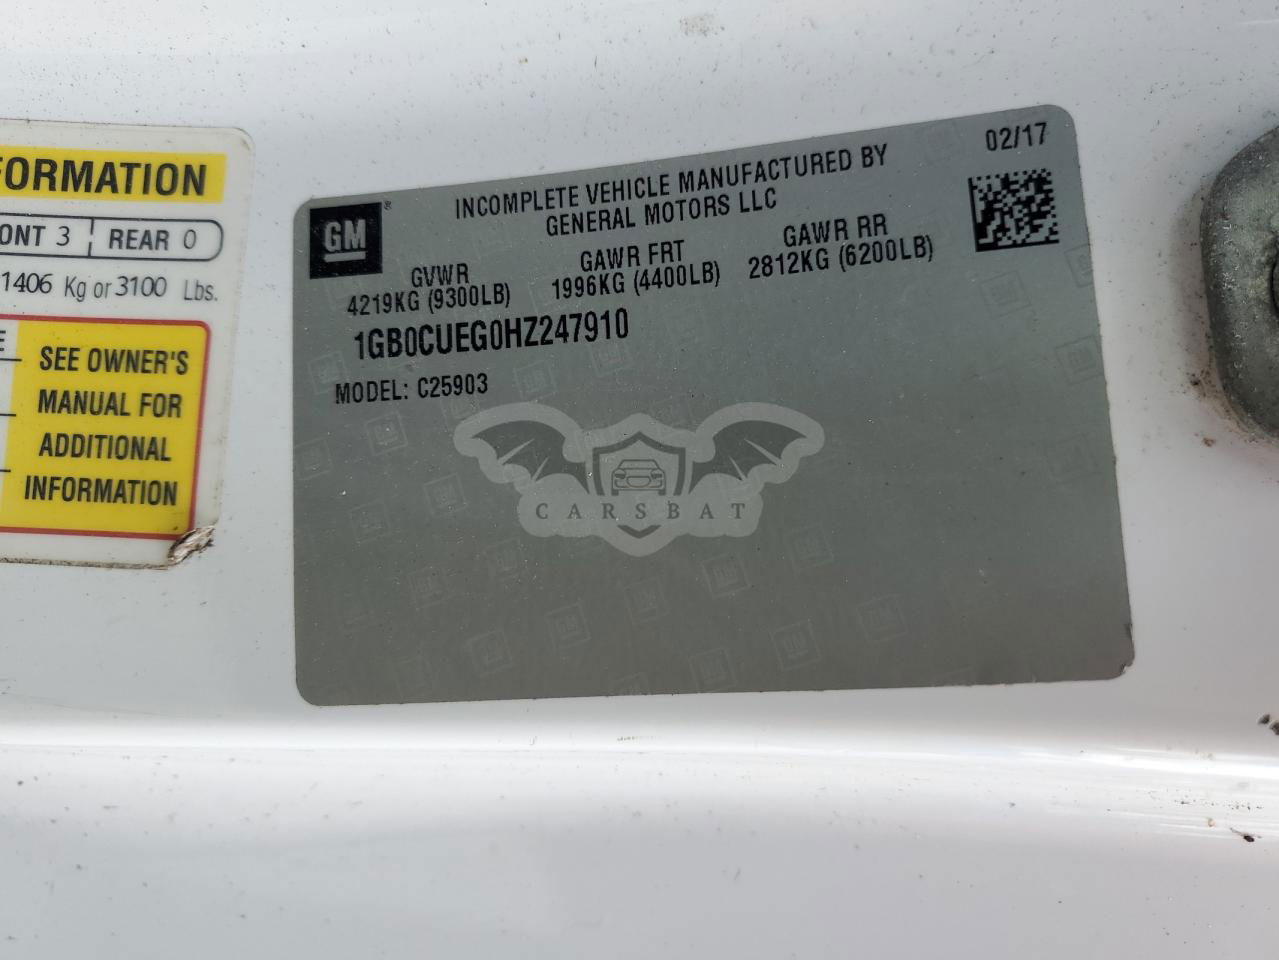 FORMATION
ONT 3 REAR 0
1406 Kg or 3100 Lbs.
E
SEE OWNER'S
MANUAL FOR
ADDITIONAL
INFORMATION
GM
®
INCOMPLETE VEHICLE MANUFACTURED BY
GENERAL MOTORS LLC
02/17
GVWR GAWR FRT GAWR RR
4219KG (9300LB) 1996KG (4400LB) 2812KG (6200LB)
1GB0CUEG0HZ247910
MODEL: C25903
CARSBAT